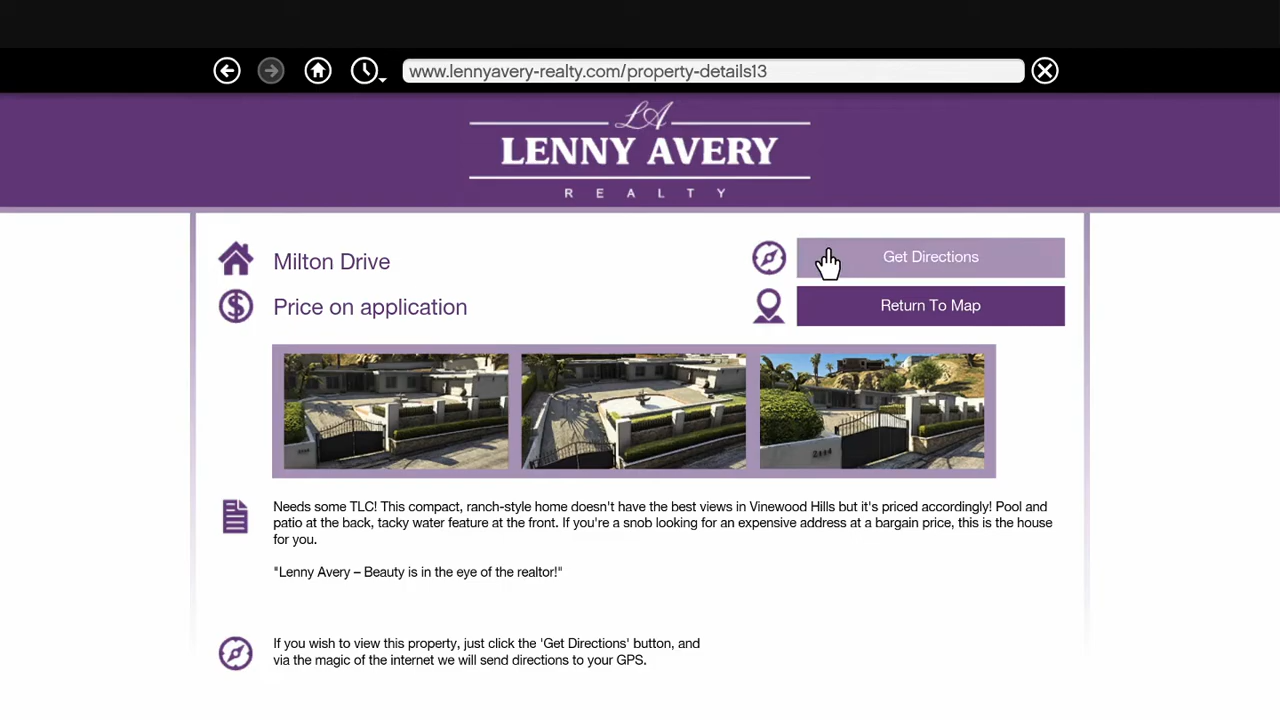 www.lennyavery-realty.com/property-details13
LA
LENNY AVERY
REALTY
Milton Drive
Get Directions
Price on application
Return To Map
Needs some TLC! This compact, ranch-style home doesn't have the best views in Vinewood Hills but it's priced accordingly! Pool and
patio at the back, tacky water feature at the front. If you're a snob looking for an expensive address at a bargain price, this is the house
for you.
"Lenny Avery – Beauty is in the eye of the realtor!"
If you wish to view this property, just click the 'Get Directions' button, and
via the magic of the internet we will send directions to your GPS.